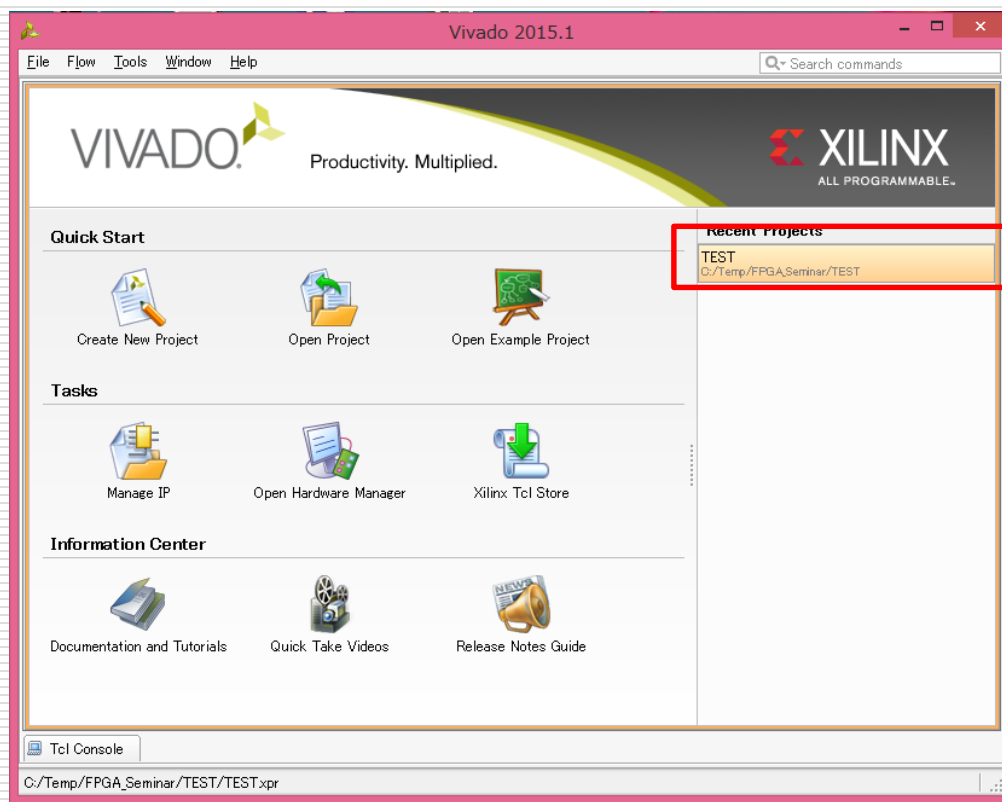 Vivado 2015.1
File Flow Tools Window Help
Search commands
VIVADO.
Productivity. Multiplied.
XILINX
ALL PROGRAMMABLE™
Quick Start
Create New Project
Open Project
Open Example Project
Tasks
Manage IP
Open Hardware Manager
Xilinx Tcl Store
Information Center
NEWS
Documentation and Tutorials
Quick Take Videos
Release Notes Guide
Recent Projects
TEST
C:/Temp/FPGA_Seminar/TEST
Tcl Console
C:/Temp/FPGA_Seminar/TEST/TEST.xpr